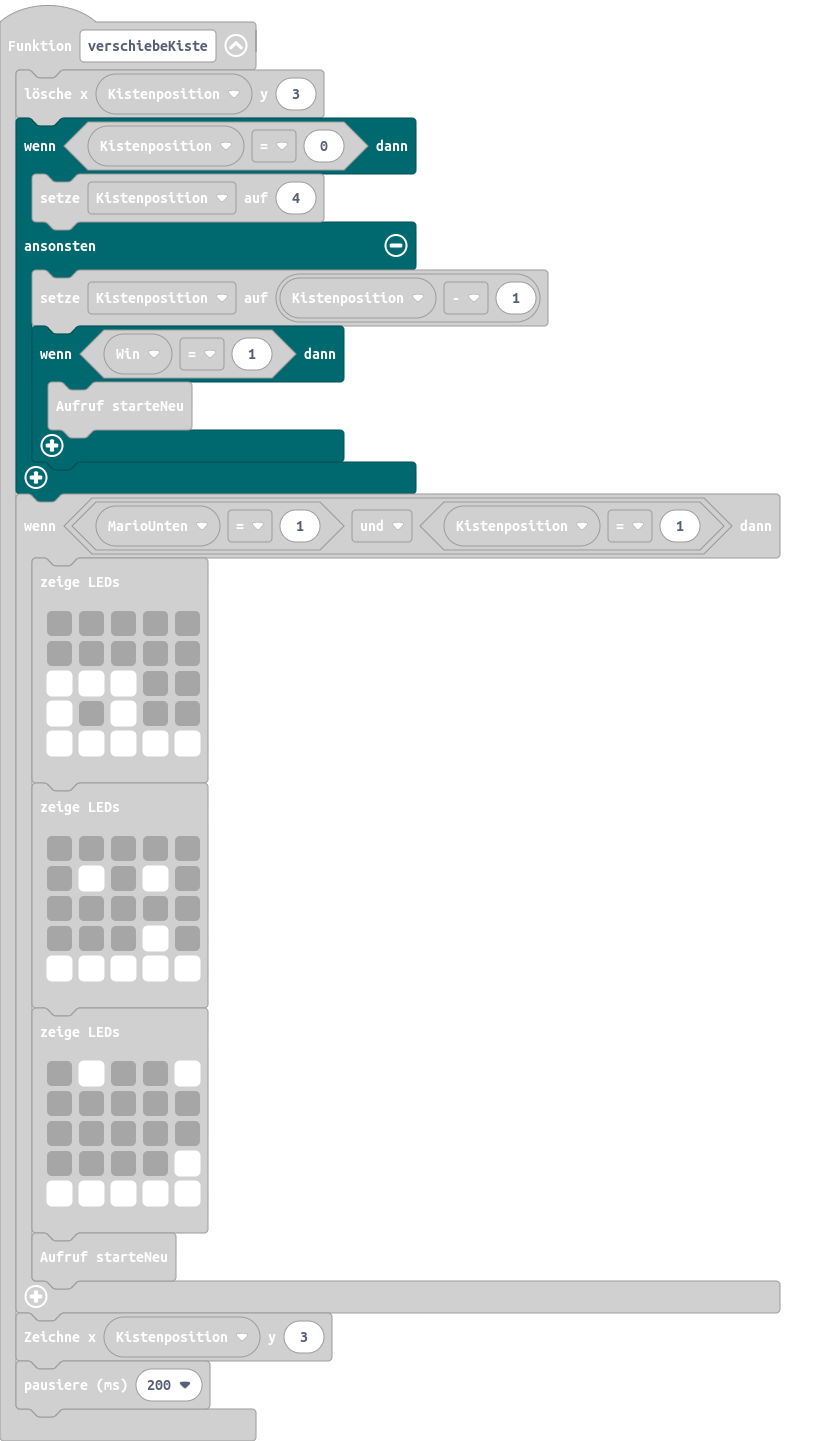 Funktion verschiebeKiste
lösche x Kistenposition y 3
wenn Kistenposition = 0 dann
setze Kistenposition auf 4
ansonsten
setze Kistenposition auf Kistenposition - 1
wenn Win = 1 dann
Aufruf starteNeu
wenn MarioUnten = 1 und Kistenposition = 1 dann
zeige LEDs
zeige LEDs
zeige LEDs
Aufruf starteNeu
Zeichne x Kistenposition y 3
pausiere (ms) 200